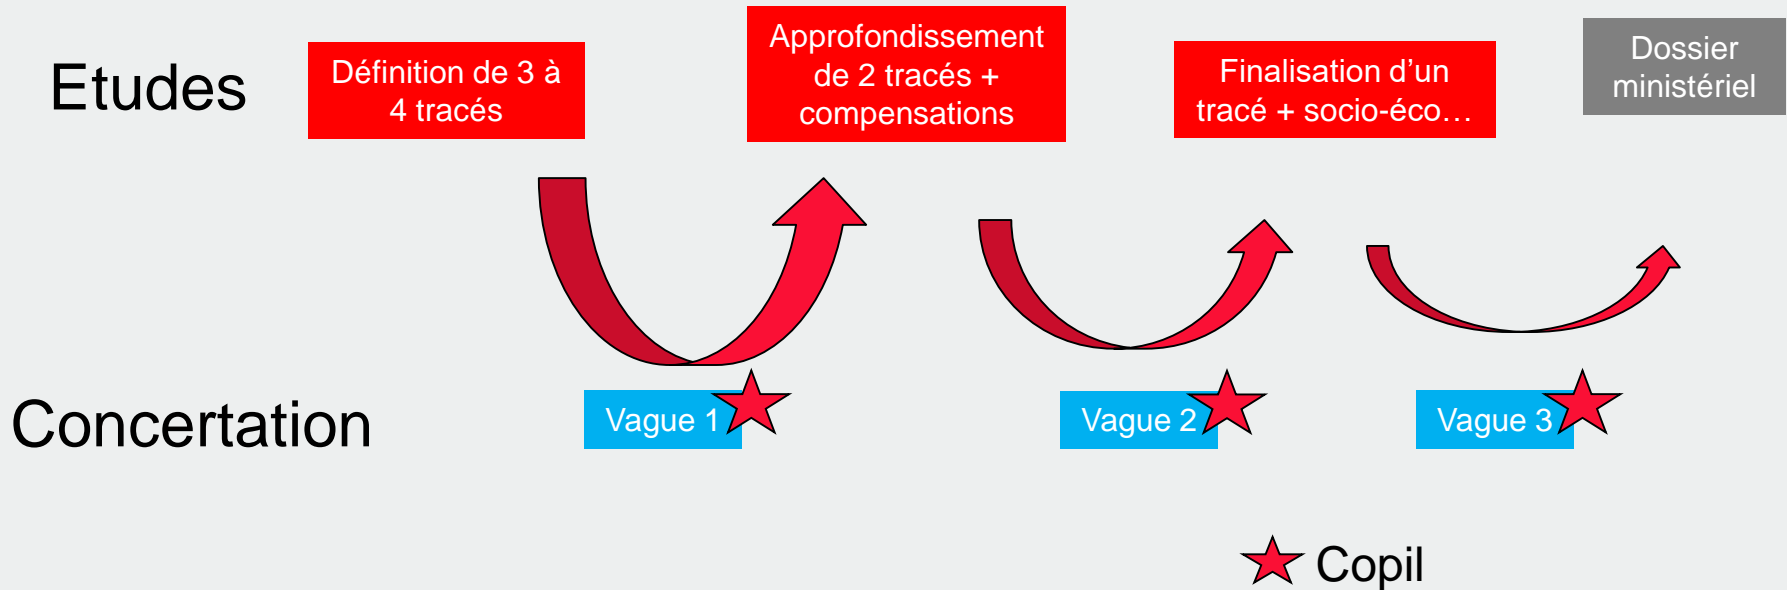 Etudes
Définition de 3 à
4 tracés
Approfondissement
de 2 tracés +
compensations
Finalisation d’un
tracé + socio-éco…
Dossier
ministériel
Concertation
Vague 1
Vague 2
Vague 3
Copil